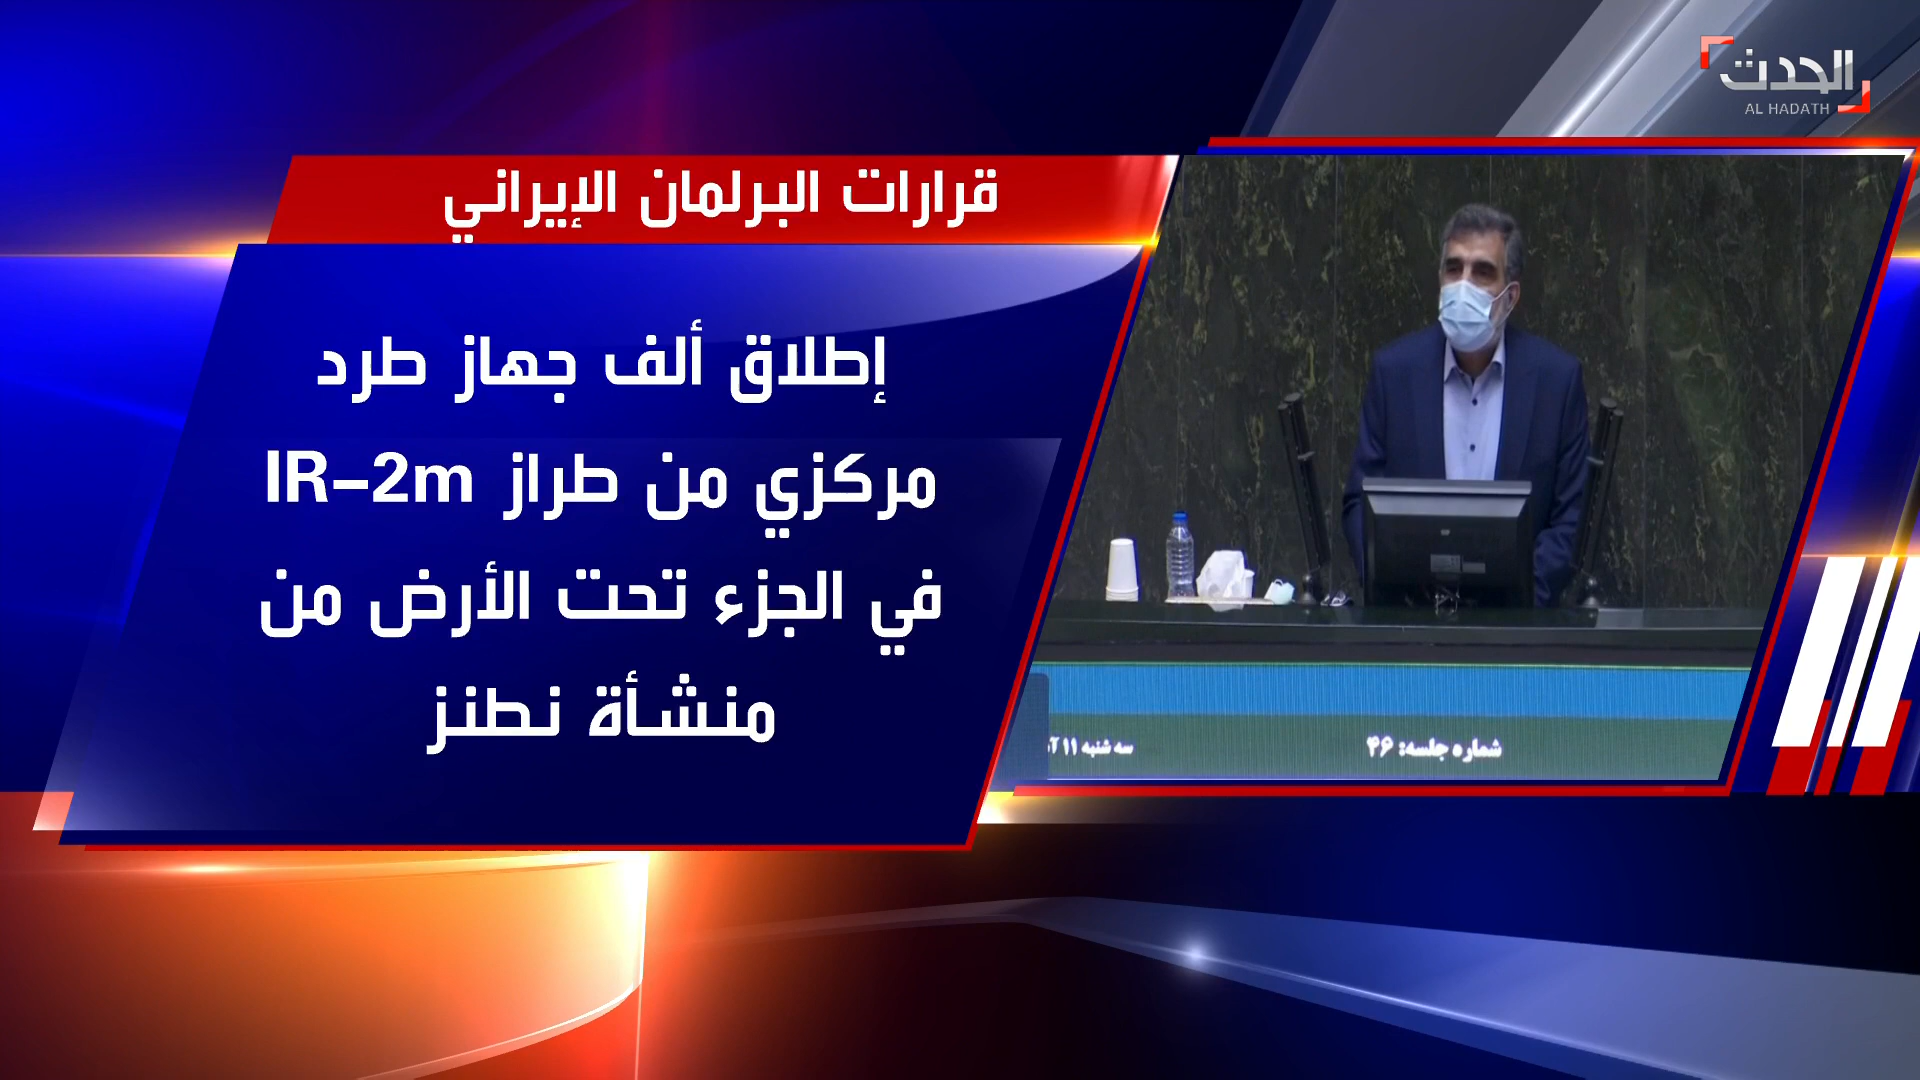 الحدث
AL HADATH
قرارات البرلمان الإيراني
إطلاق ألف جهاز طرد
مركزي من طراز IR-2m
في الجزء تحت الأرض من
منشأة نطنز
شماره جلسه: ۴۶
سه شنبه ۱۱